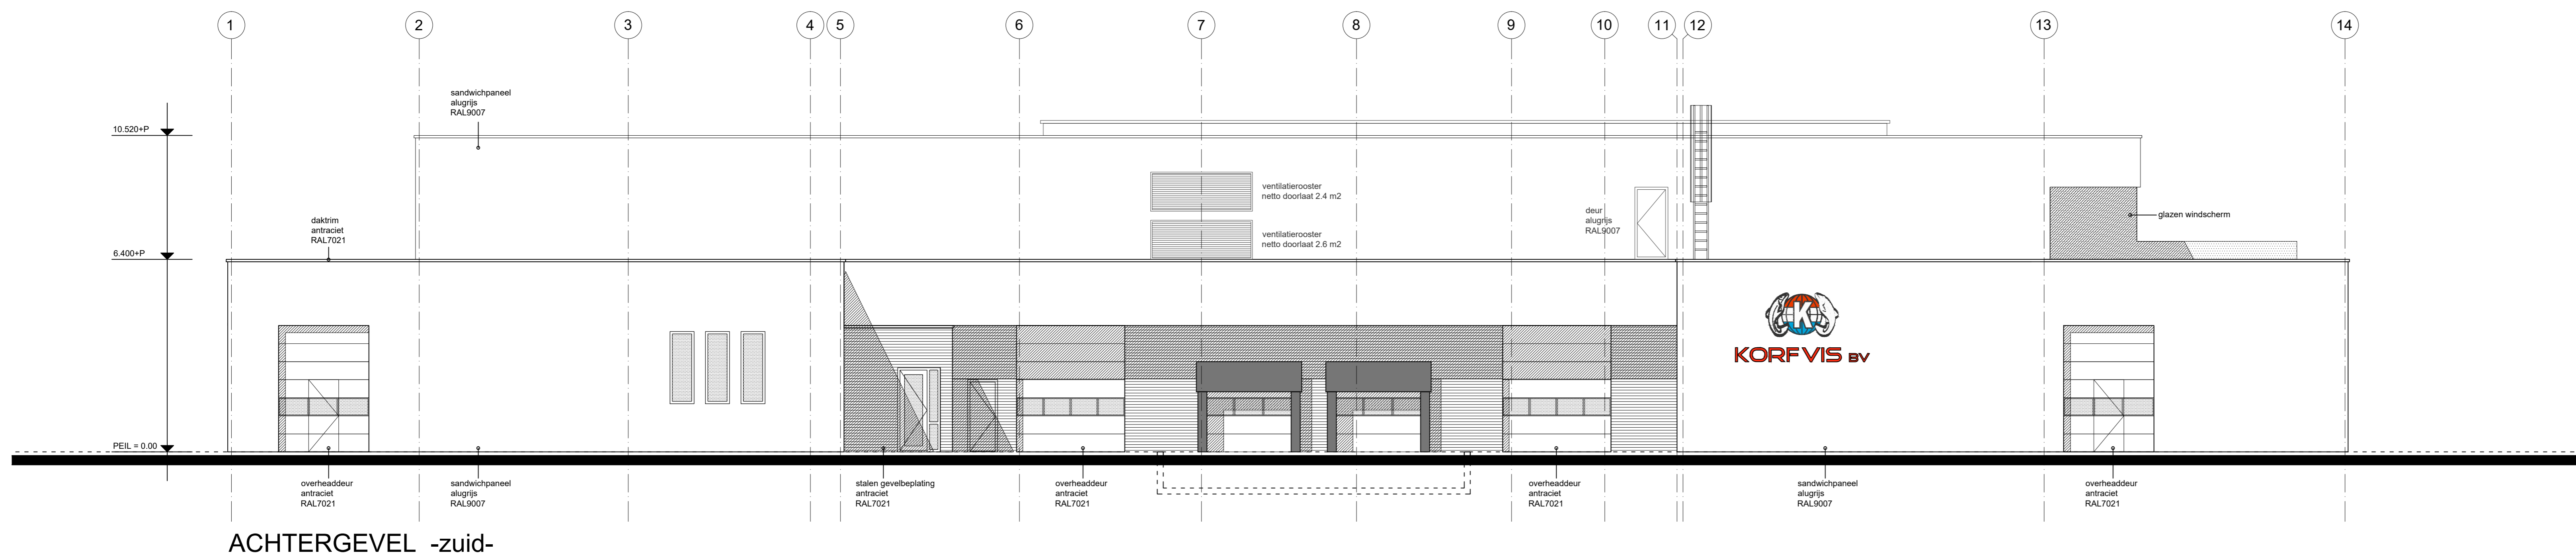 1
2
3
4
5
6
7
8
9
10
11
12
13
14
sandwichpaneel
alugrijs
RAL9007
10.520+P
ventilatierooster
netto doorlaat 2.4 m2
deur
alugrijs
RAL9007
glazen windscherm
daktrim
antraciet
RAL7021
ventilatierooster
netto doorlaat 2.6 m2
6.400+P
K
KORFVIS BV
PEIL = 0.00
overheaddeur
antraciet
RAL7021
sandwichpaneel
alugrijs
RAL9007
stalen gevelbeplating
antraciet
RAL7021
overheaddeur
antraciet
RAL7021
overheaddeur
antraciet
RAL7021
sandwichpaneel
alugrijs
RAL9007
overheaddeur
antraciet
RAL7021
ACHTERGEVEL -zuid-